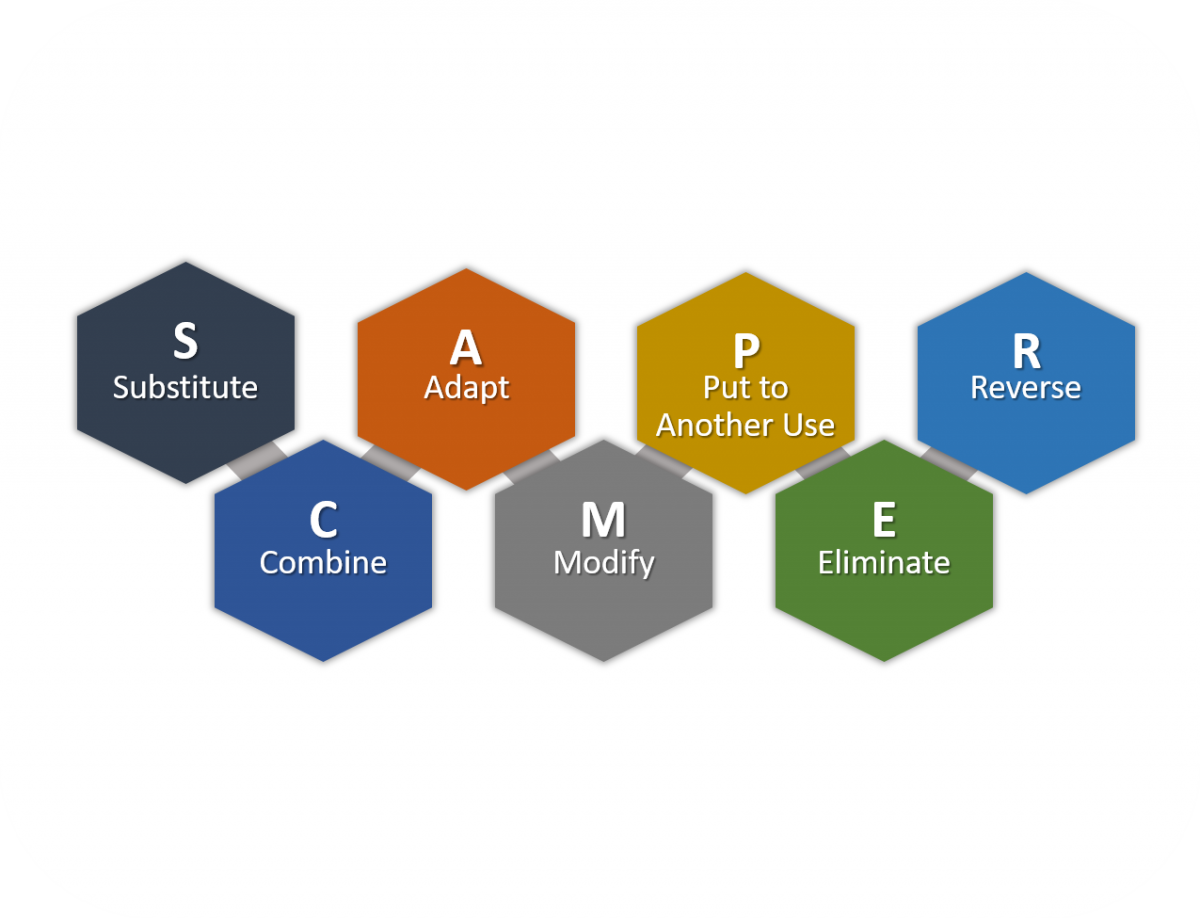 S
Substitute
C
Combine
A
Adapt
M
Modify
P
Put to
Another Use
E
Eliminate
R
Reverse